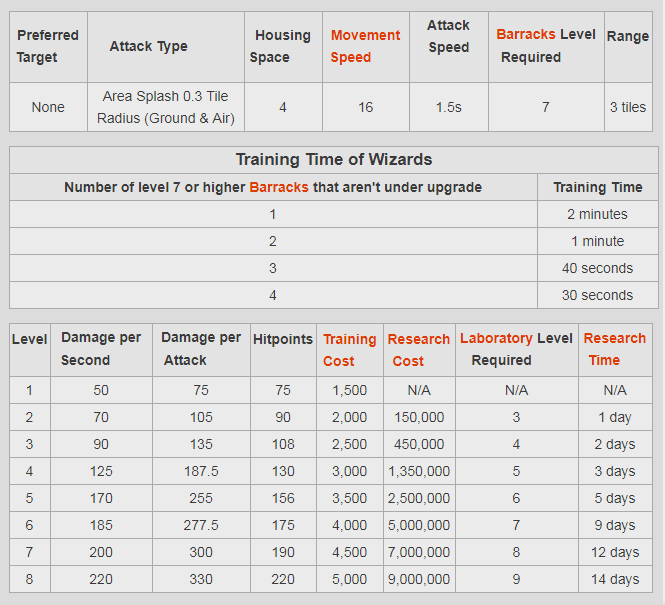 Preferred Target | Attack Type | Housing Space | Movement Speed | Attack Speed | Barracks Level Required | Range
None | Area Splash 0.3 Tile Radius (Ground & Air) | 4 | 16 | 1.5s | 7 | 3 tiles
Training Time of Wizards
Number of level 7 or higher Barracks that aren't under upgrade | Training Time
1 | 2 minutes
2 | 1 minute
3 | 40 seconds
4 | 30 seconds
Level | Damage per Second | Damage per Attack | Hitpoints | Training Cost | Research Cost | Laboratory Level Required | Research Time
1 | 50 | 75 | 75 | 1,500 | N/A | N/A | N/A
2 | 70 | 105 | 90 | 2,000 | 150,000 | 3 | 1 day
3 | 90 | 135 | 108 | 2,500 | 450,000 | 4 | 2 days
4 | 125 | 187.5 | 130 | 3,000 | 1,350,000 | 5 | 3 days
5 | 170 | 255 | 156 | 3,500 | 2,500,000 | 6 | 5 days
6 | 185 | 277.5 | 175 | 4,000 | 5,000,000 | 7 | 9 days
7 | 200 | 300 | 190 | 4,500 | 7,000,000 | 8 | 12 days
8 | 220 | 330 | 220 | 5,000 | 9,000,000 | 9 | 14 days